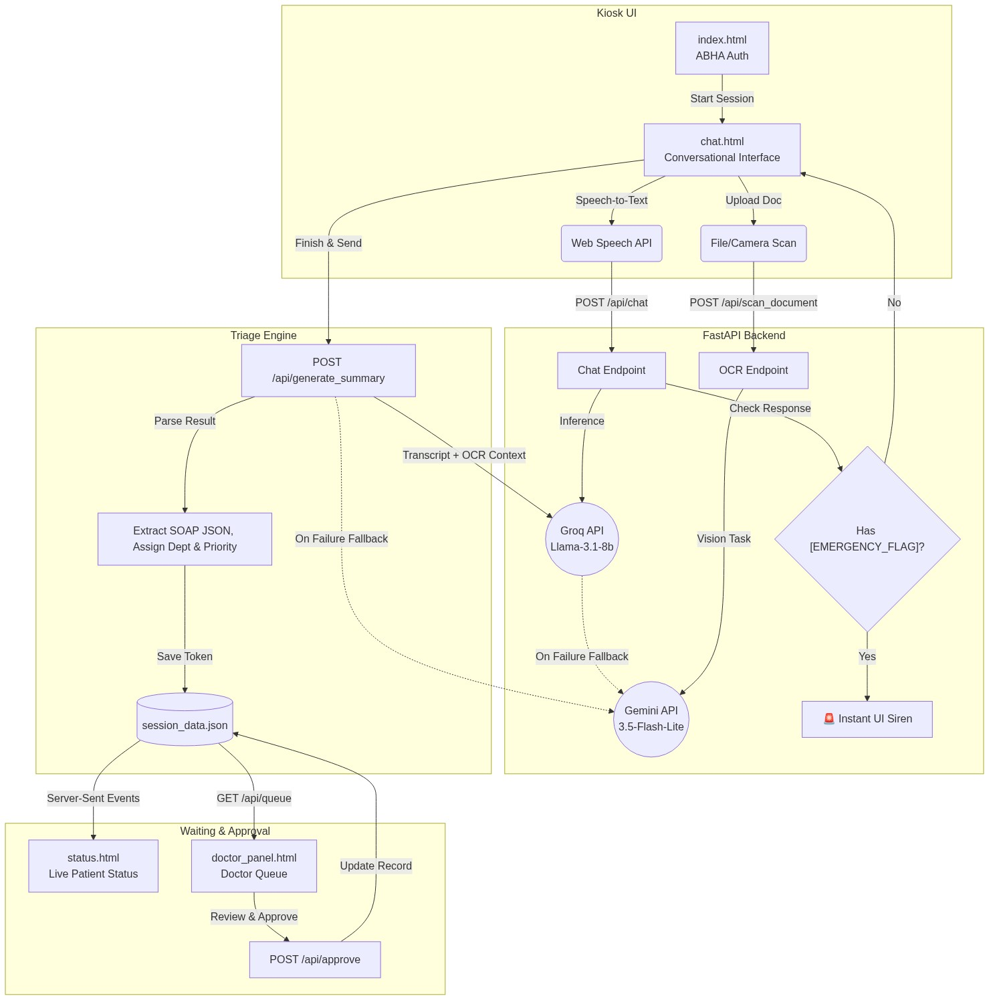 Kiosk UI
index.html
ABHA Auth
Start Session
chat.html
Conversational Interface
Speech-to-Text
Upload Doc
Web Speech API
File/Camera Scan
Finish & Send
POST /api/chat
POST /api/scan_document
No
Triage Engine
FastAPI Backend
POST
/api/generate_summary
Chat Endpoint
OCR Endpoint
Parse Result
Inference
Check Response
Transcript + OCR Context
Extract SOAP JSON,
Assign Dept & Priority
On Failure Fallback
Groq API
Llama-3.1-8b
Vision Task
Has
[EMERGENCY_FLAG]?
Save Token
On Failure Fallback
Yes
session_data.json
Gemini API
3.5-Flash-Lite
🚨 Instant UI Siren
Server-Sent Events
GET /api/queue
Waiting & Approval
status.html
Live Patient Status
doctor_panel.html
Doctor Queue
Update Record
Review & Approve
POST /api/approve